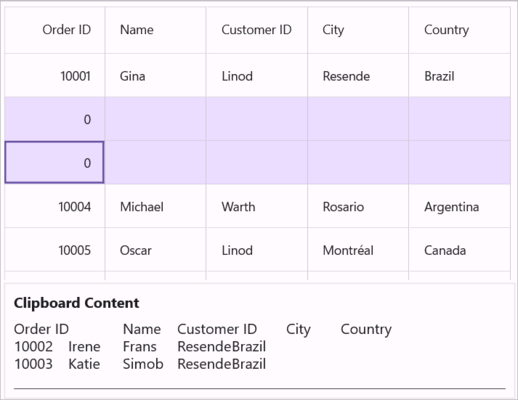 Order ID Name Customer ID City Country
10001 Gina Linod Resende Brazil
0
0
10004 Michael Warth Rosario Argentina
10005 Oscar Linod Montréal Canada
Clipboard Content
Order ID Name Customer ID City Country
10002 Irene Frans ResendeBrazil
10003 Katie Simob ResendeBrazil